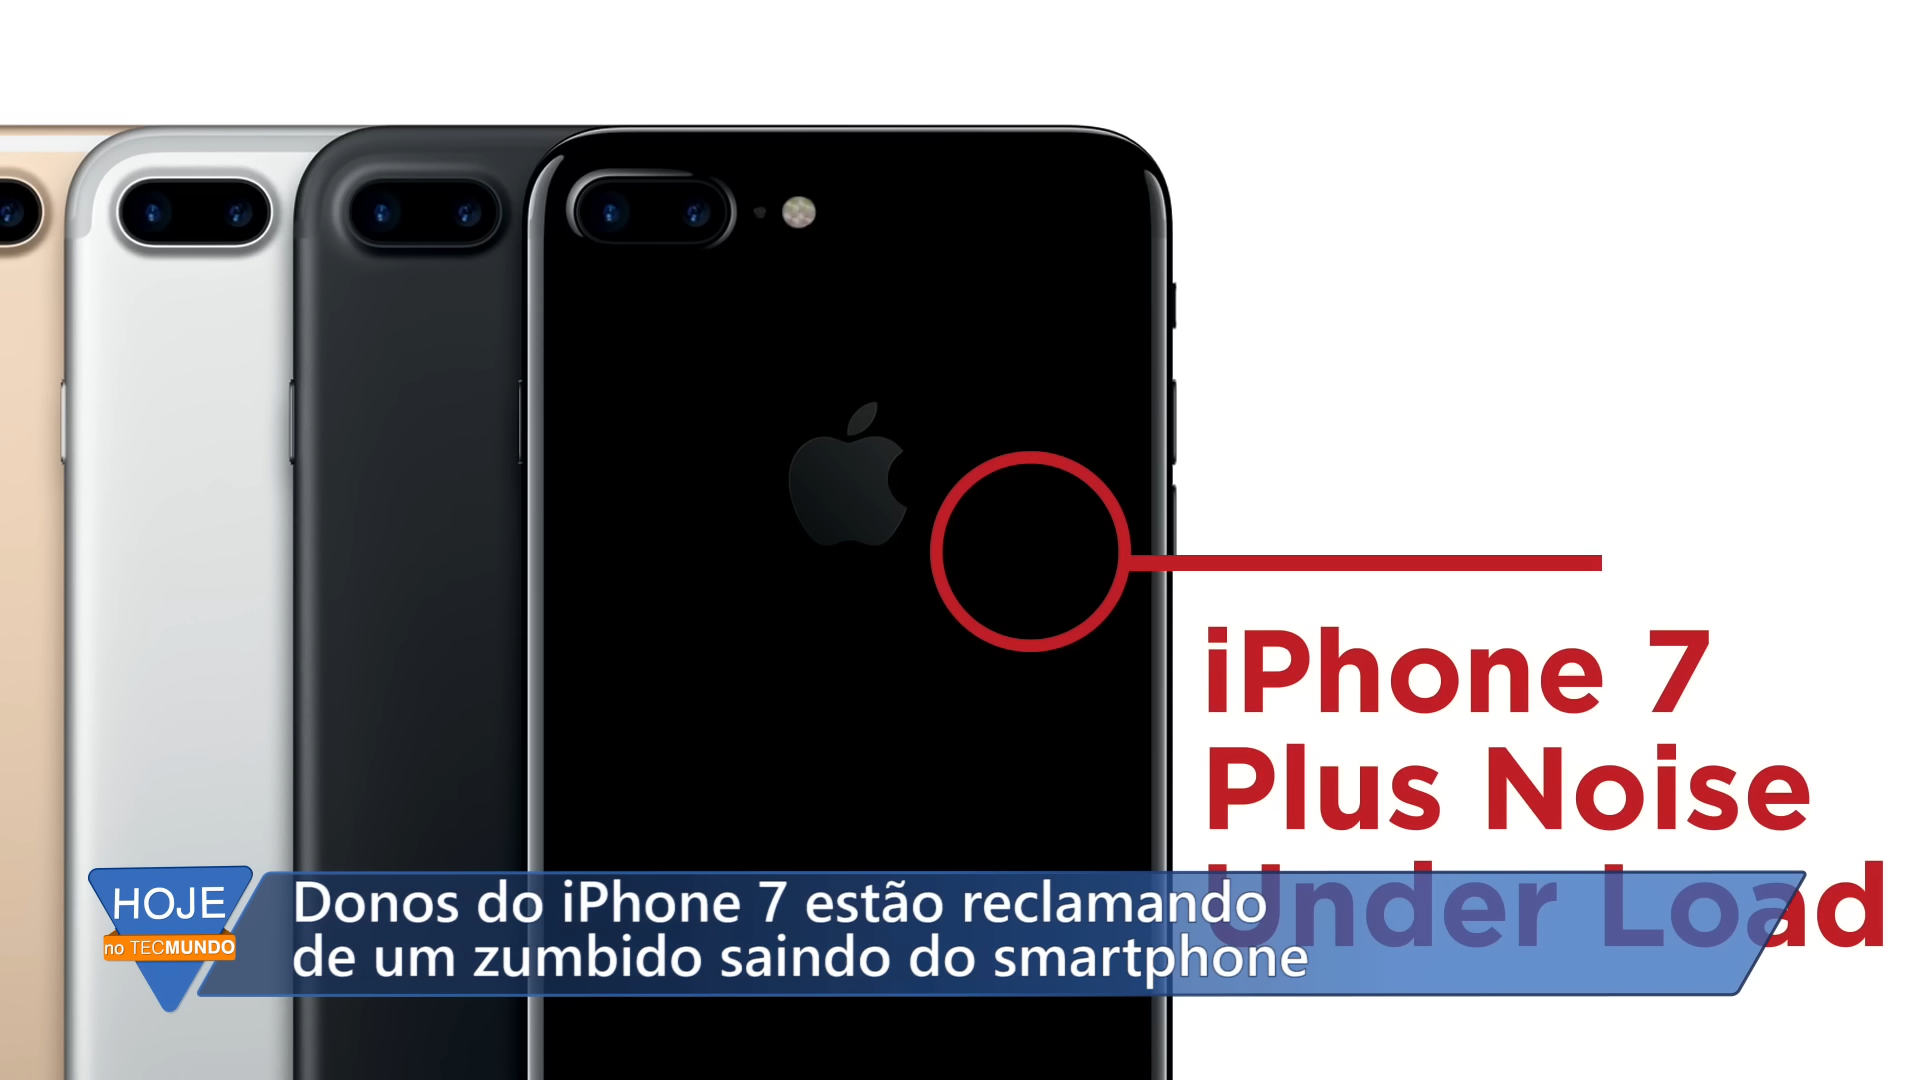 iPhone 7
Plus Noise
Under Load
HOJE
no TECMUNDO
Donos do iPhone 7 estão reclamando
de um zumbido saindo do smartphone